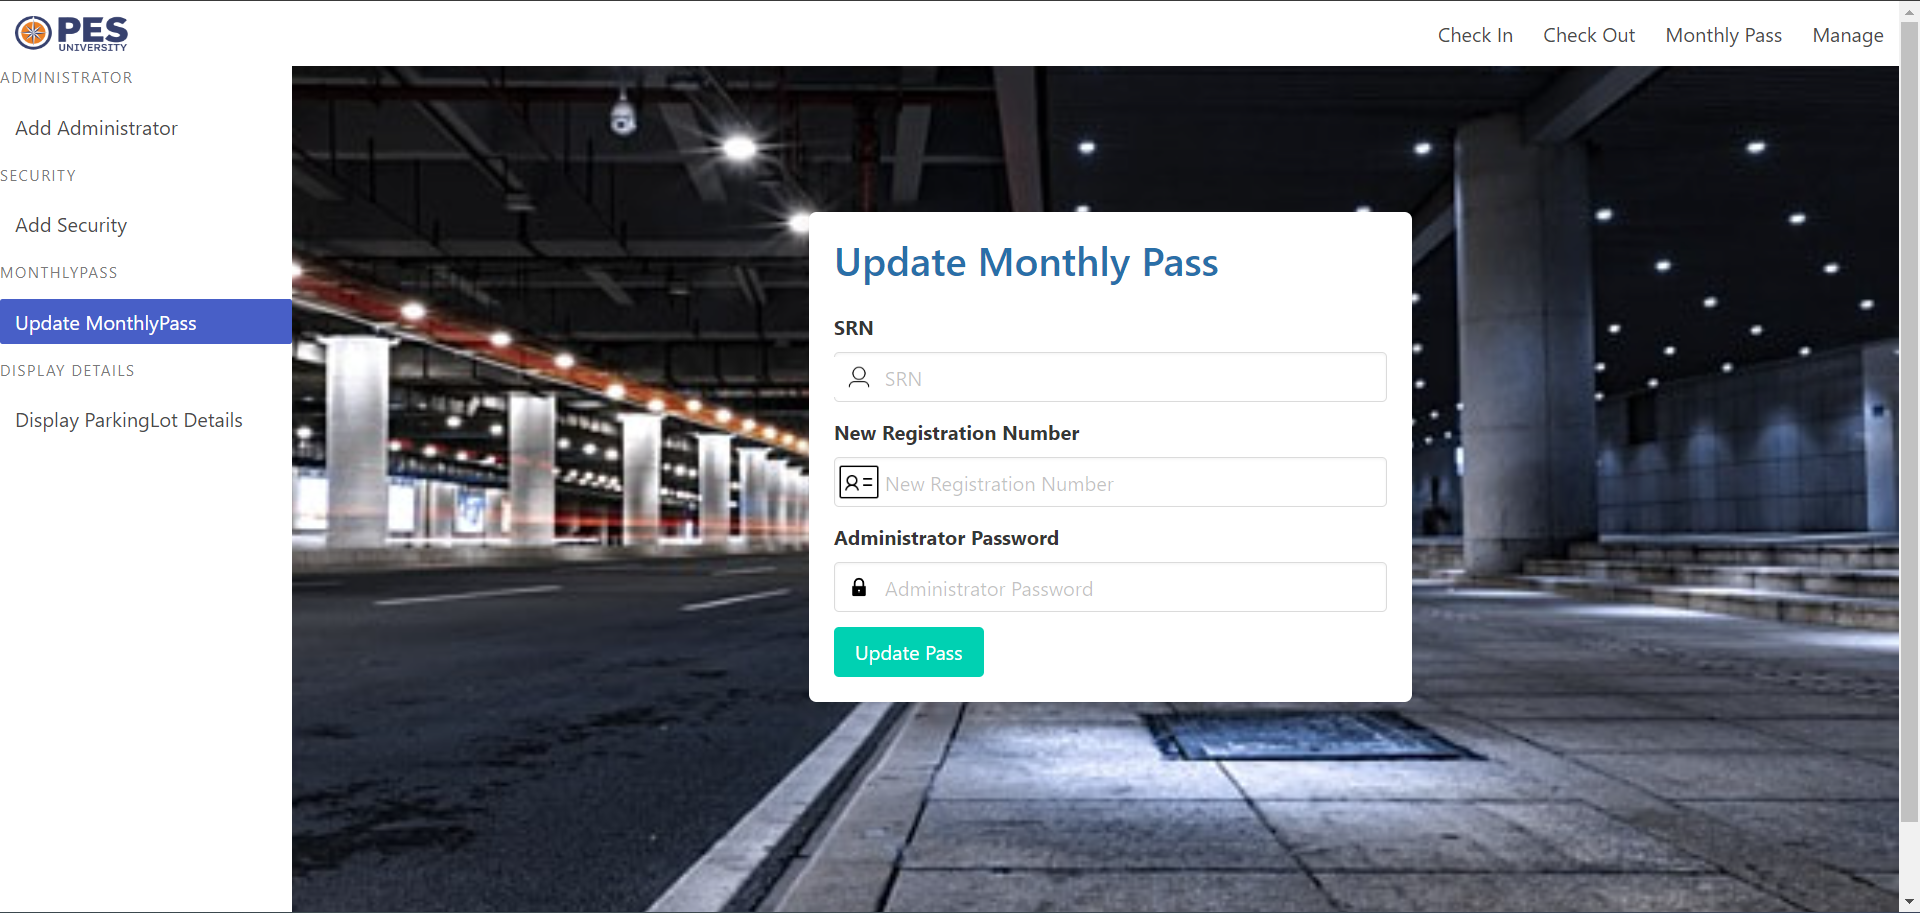 PES
UNIVERSITY
Check In
Check Out
Monthly Pass
Manage
ADMINISTRATOR
Add Administrator
SECURITY
Add Security
MONTHLYPASS
Update MonthlyPass
DISPLAY DETAILS
Display ParkingLot Details
Update Monthly Pass
SRN
SRN
New Registration Number
New Registration Number
Administrator Password
Administrator Password
Update Pass